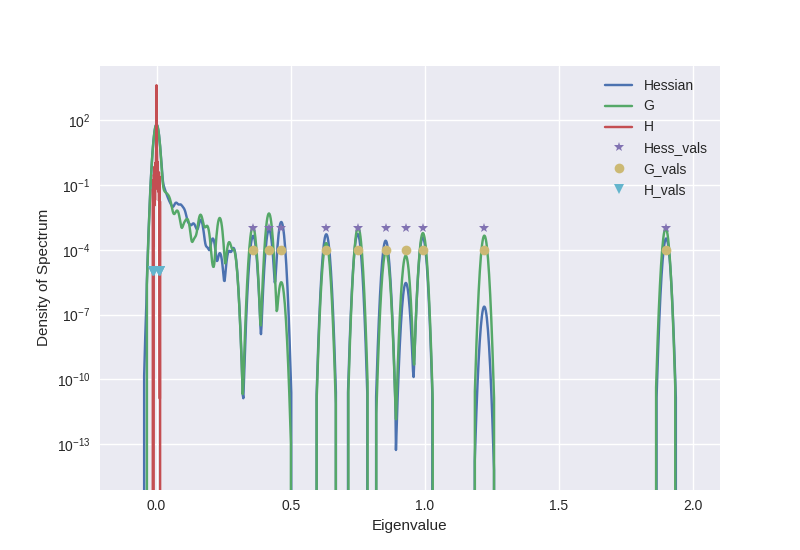 Hessian
G
H
Hess_vals
G_vals
H_vals
10^2
10^-1
10^-4
10^-7
10^-10
10^-13
Density of Spectrum
0.0 0.5 1.0 1.5 2.0
Eigenvalue